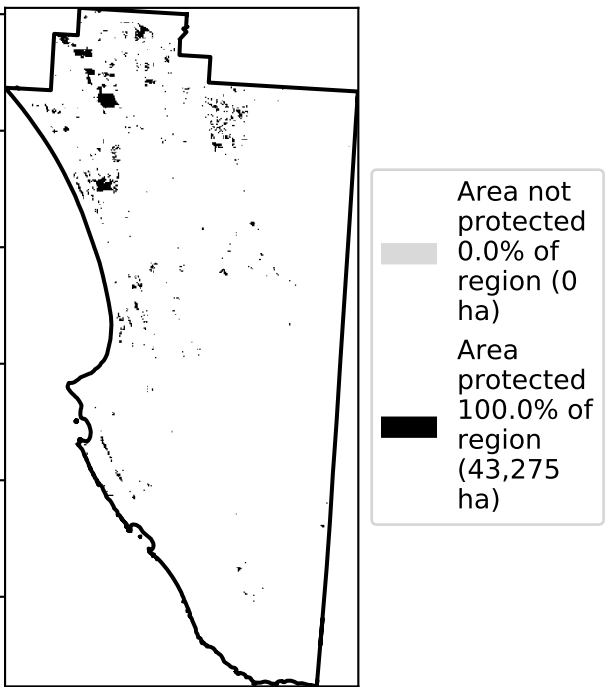 Area not
protected
0.0% of
region (0
ha)
Area
protected
100.0% of
region
(43,275
ha)